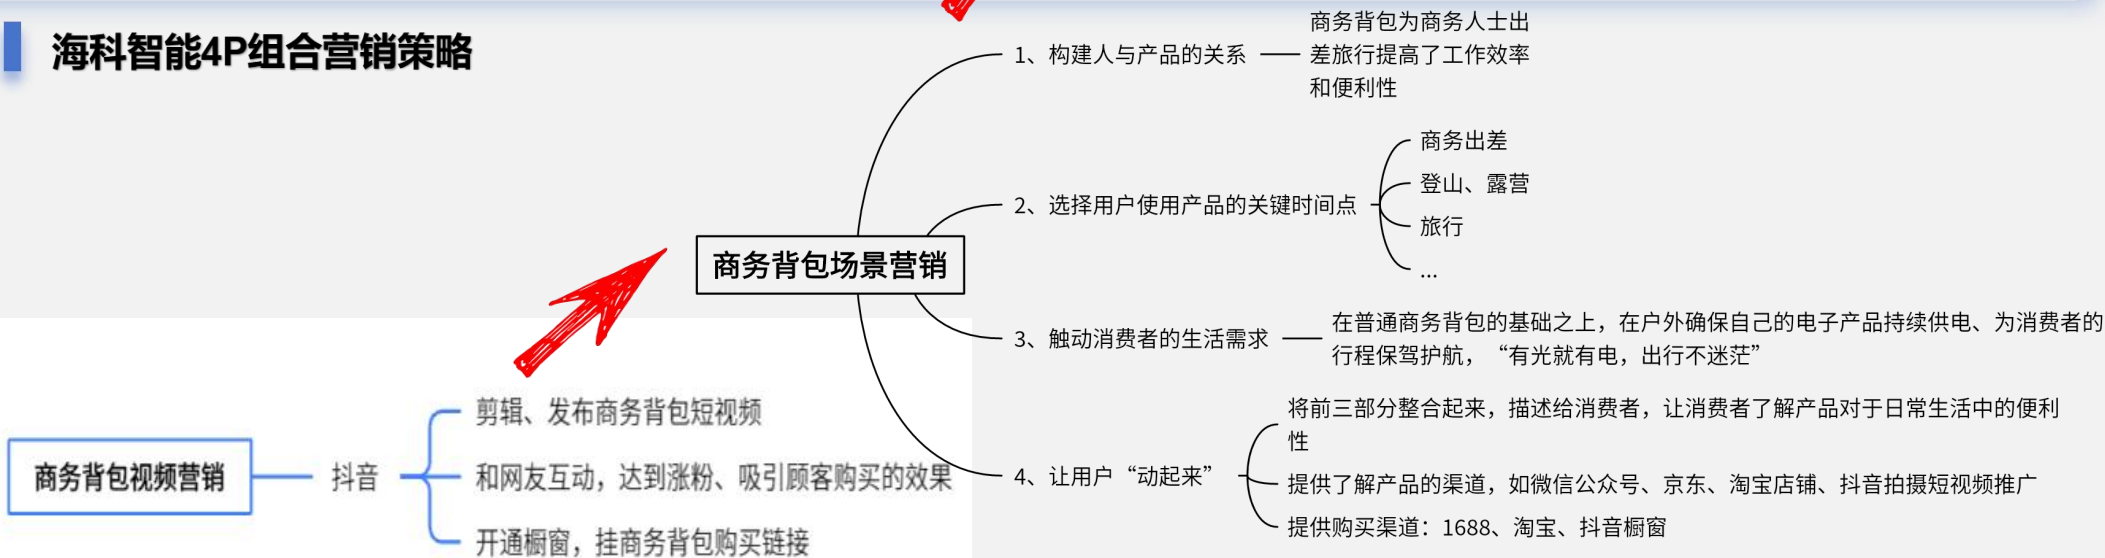 海科智能4P组合营销策略
商务背包场景营销
1、构建人与产品的关系
商务背包为商务人士出
差旅行提高了工作效率
和便利性
2、选择用户使用产品的关键时间点
商务出差
登山、露营
旅行
...
3、触动消费者的生活需求
在普通商务背包的基础之上，在户外确保自己的电子产品持续供电、为消费者的
行程保驾护航，“有光就有电，出行不迷茫”
4、让用户“动起来”
将前三部分整合起来，描述给消费者，让消费者了解产品对于日常生活中的便利
性
提供了解产品的渠道，如微信公众号、京东、淘宝店铺、抖音拍摄短视频推广
提供购买渠道：1688、淘宝、抖音橱窗
商务背包视频营销
抖音
剪辑、发布商务背包短视频
和网友互动，达到涨粉、吸引顾客购买的效果
开通橱窗，挂商务背包购买链接